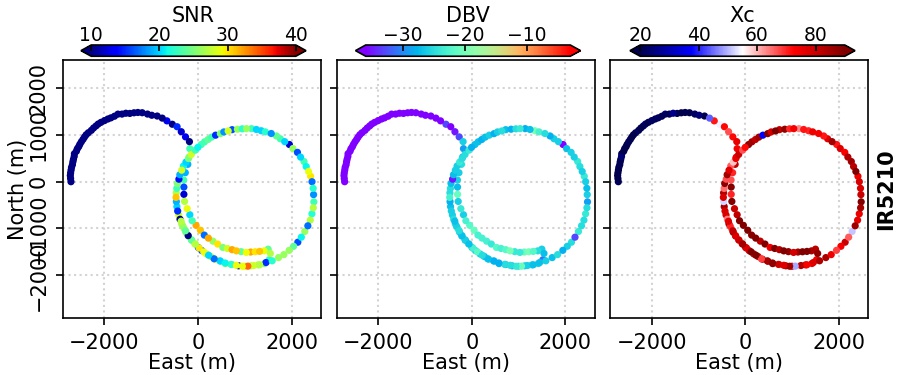 SNR DBV Xc
10 20 30 40 −30 −20 −10 20 40 60 80
North (m)
2000
1000
0
−1000
−2000
−2000 0 2000 −2000 0 2000 −2000 0 2000
East (m) East (m) East (m)
IR5210